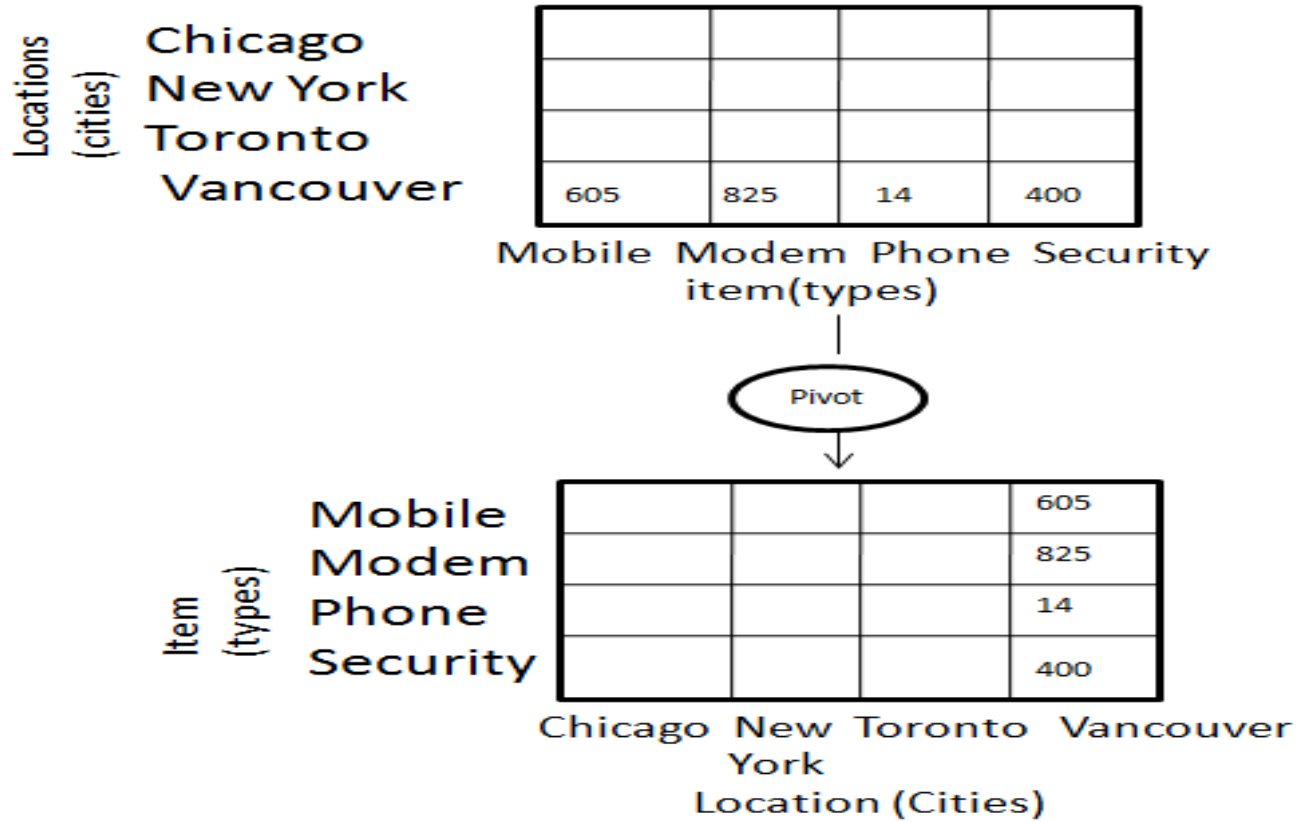 Locations
(cities)
Chicago
New York
Toronto
Vancouver
605 825 14 400
Mobile Modem Phone Security
item(types)
Pivot
Item
(types)
Mobile
Modem
Phone
Security
605
825
14
400
Chicago New Toronto Vancouver
York
Location (Cities)